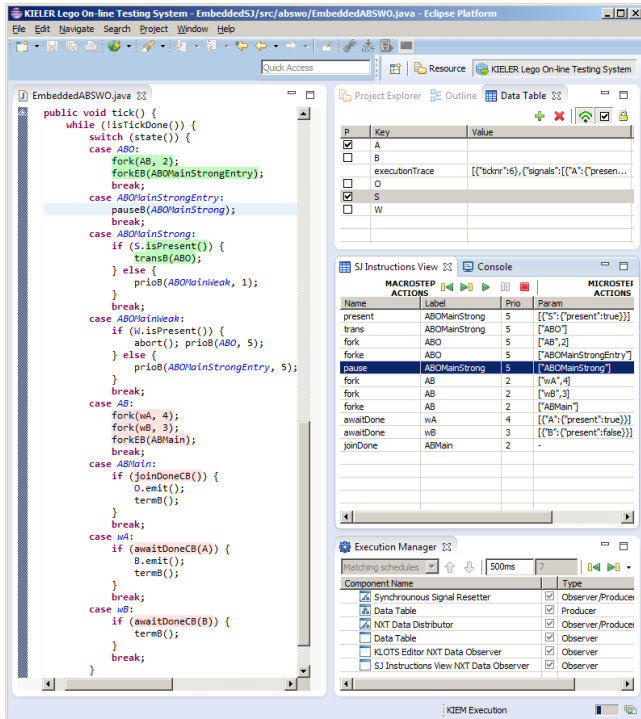 KIELER Lego On-line Testing System - EmbeddedSJ/src/abswo/EmbeddedABSWO.java - Eclipse Platform
File Edit Navigate Search Project Window Help
Quick Access
Resource
KIELER Lego On-line Testing System
EmbeddedABSWO.java
public void tick() {
while (!isTickDone()) {
switch (state()) {
case ABO:
fork(AB, 2);
forkEB(ABOMainStrongEntry);
break;
case ABOMainStrongEntry:
pauseB(ABOMainStrong);
break;
case ABOMainStrong:
if (S.isPresent()) {
transB(ABO);
} else {
prioB(ABOMainWeak, 1);
}
break;
case ABOMainWeak:
if (W.isPresent()) {
abort(); prioB(ABO, 5);
} else {
prioB(ABOMainStrongEntry, 5);
}
break;
case AB:
fork(wA, 4);
fork(wB, 3);
forkEB(ABMain);
break;
case ABMain:
if (joinDoneCB()) {
O.emit();
termB();
}
break;
case wA:
if (awaitDoneCB(A)) {
B.emit();
termB();
}
break;
case wB:
if (awaitDoneCB(B)) {
termB();
}
break;
}
Project Explorer Outline Data Table
P Key Value
A
B
executionTrace [{"ticknr":6},{"signals":[{"A":{"presen...
O
S
W
SJ Instructions View Console
MACROSTEP ACTIONS
MICROSTEP ACTIONS
Name Label Prio Param
present ABOMainStrong 5 [{"S":{"present":true}}]
trans ABOMainStrong 5 ["ABO"]
fork ABO 5 ["AB",2]
forke ABO 5 ["ABOMainStrongEntry"]
pause ABOMainStrong 5 ["ABOMainStrong"]
fork AB 2 ["wA",4]
fork AB 2 ["wB",3]
forke AB 2 ["ABMain"]
awaitDone wA 4 [{"A":{"present":true}}]
awaitDone wB 3 [{"B":{"present":false}}]
joinDone ABMain 2 -
Execution Manager
Matching schedules 500ms 7
Component Name Type
Synchrounous Signal Resetter Observer/Producer
Data Table Producer
NXT Data Distributor Observer/Producer
Data Table Observer
KLOTS Editor NXT Data Observer Observer
SJ Instructions View NXT Data Observer Observer
KIEM Execution